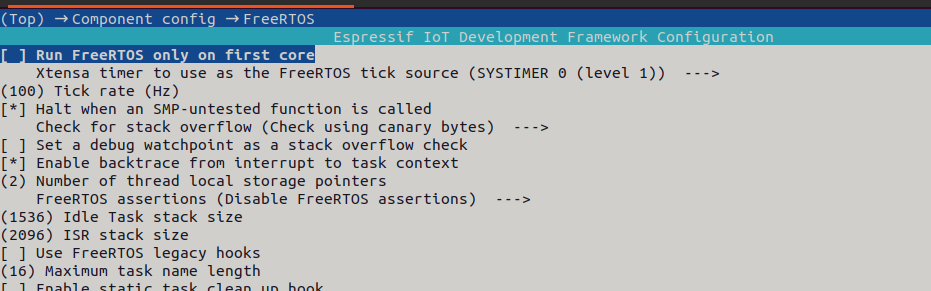 (Top) → Component config → FreeRTOS
Espressif IoT Development Framework Configuration
[ ] Run FreeRTOS only on first core
Xtensa timer to use as the FreeRTOS tick source (SYSTIMER 0 (level 1))  --->
(100) Tick rate (Hz)
[*] Halt when an SMP-untested function is called
Check for stack overflow (Check using canary bytes)  --->
[ ] Set a debug watchpoint as a stack overflow check
[*] Enable backtrace from interrupt to task context
(2) Number of thread local storage pointers
FreeRTOS assertions (Disable FreeRTOS assertions)  --->
(1536) Idle Task stack size
(2096) ISR stack size
[ ] Use FreeRTOS legacy hooks
(16) Maximum task name length
[ ] Enable static task clean up hook